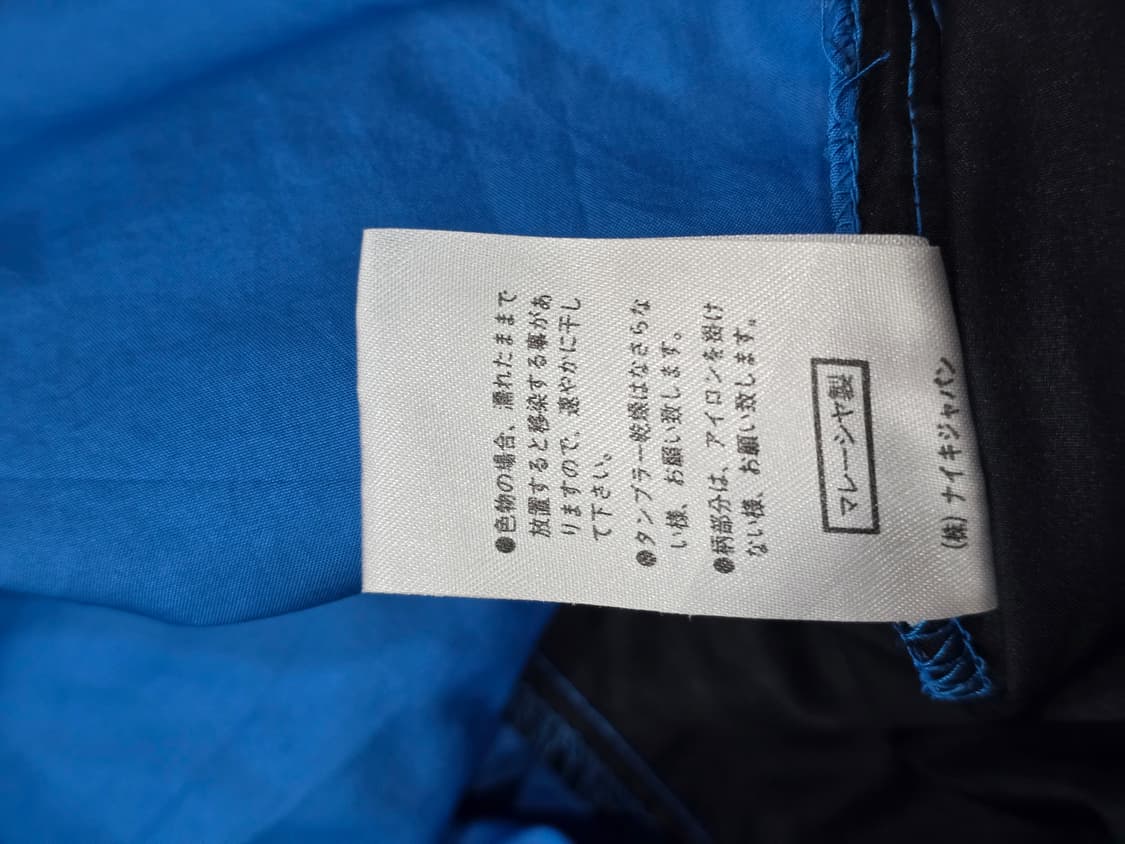 ●色物の場合、濡れたままで
放置すると移染する事があ
りますので、速やかに干し
て下さい。
●タンブラー乾燥はなさらな
い様、お願い致します。
●柄部分は、アイロンを掛け
ない様、お願い致します。
マレーシヤ製
(株)ナイキジャパン